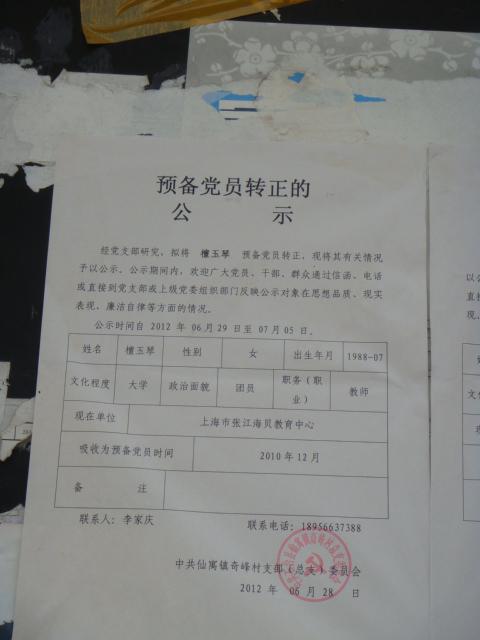 预备党员转正的
公 示
经党支部研究，拟将 檀玉琴 预备党员转正，现将其有关情况
予以公示。公示期间内，欢迎广大党员、干部、群众通过信函、电话
或直接到党支部或上级党委组织部门反映公示对象在思想品质、现实
表现，廉洁自律等方面的情况。
公示时间自 2012 年 06 月 29 日至 07 月 05 日。
姓名 檀玉琴 性别 女 出生年月 1988-07
文化程度 大学 政治面貌 团员 职务（职业） 教师
现在单位 上海市张江海贝教育中心
吸收为预备党员时间 2010 年 12 月
备 注
联系人：李家庆 联系电话：18956637388
中共仙寓镇奇峰村支部（总支）委员会
2012 年 06 月 28 日